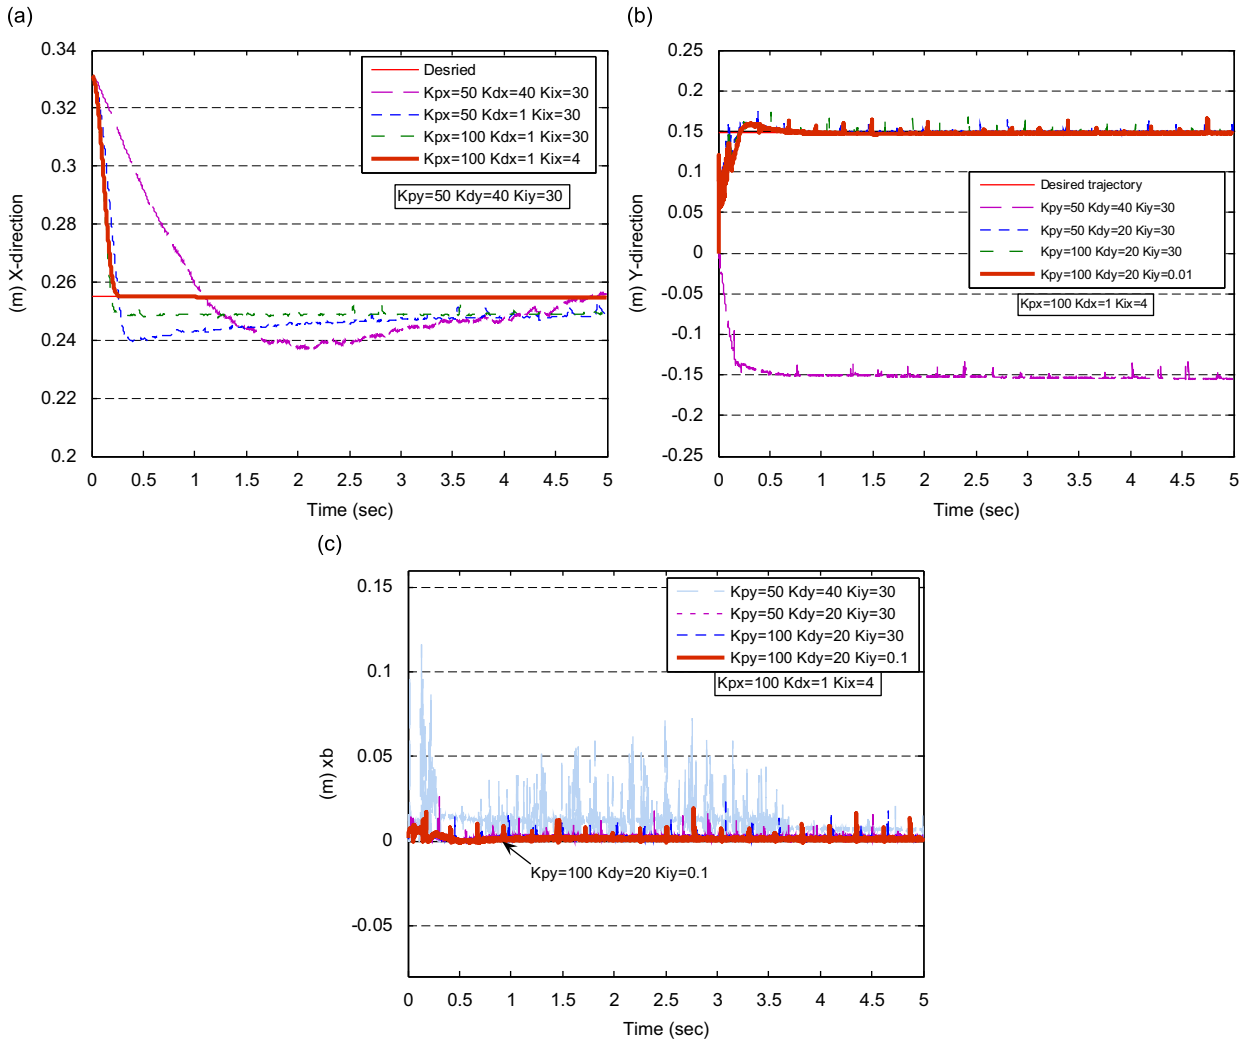 (a)
0.34
0.32
0.3
0.28
0.26
0.24
0.22
0.2
(m) X-direction
Desried
Kpx=50 Kdx=40 Kix=30
Kpx=50 Kdx=1 Kix=30
Kpx=100 Kdx=1 Kix=30
Kpx=100 Kdx=1 Kix=4
Kpy=50 Kdy=40 Kiy=30
0 0.5 1 1.5 2 2.5 3 3.5 4 4.5 5
Time (sec)
(b)
0.25
0.2
0.15
0.1
0.05
0
-0.05
-0.1
-0.15
-0.2
-0.25
(m) Y-direction
Desired trajectory
Kpy=50 Kdy=40 Kiy=30
Kpy=50 Kdy=20 Kiy=30
Kpy=100 Kdy=20 Kiy=30
Kpy=100 Kdy=20 Kiy=0.01
Kpx=100 Kdx=1 Kix=4
0 0.5 1 1.5 2 2.5 3 3.5 4 4.5 5
Time (sec)
(c)
0.15
0.1
0.05
0
-0.05
(m) xb
Kpy=50 Kdy=40 Kiy=30
Kpy=50 Kdy=20 Kiy=30
Kpy=100 Kdy=20 Kiy=30
Kpy=100 Kdy=20 Kiy=0.1
Kpx=100 Kdx=1 Kix=4
Kpy=100 Kdy=20 Kiy=0.1
0 0.5 1 1.5 2 2.5 3 3.5 4 4.5 5
Time (sec)